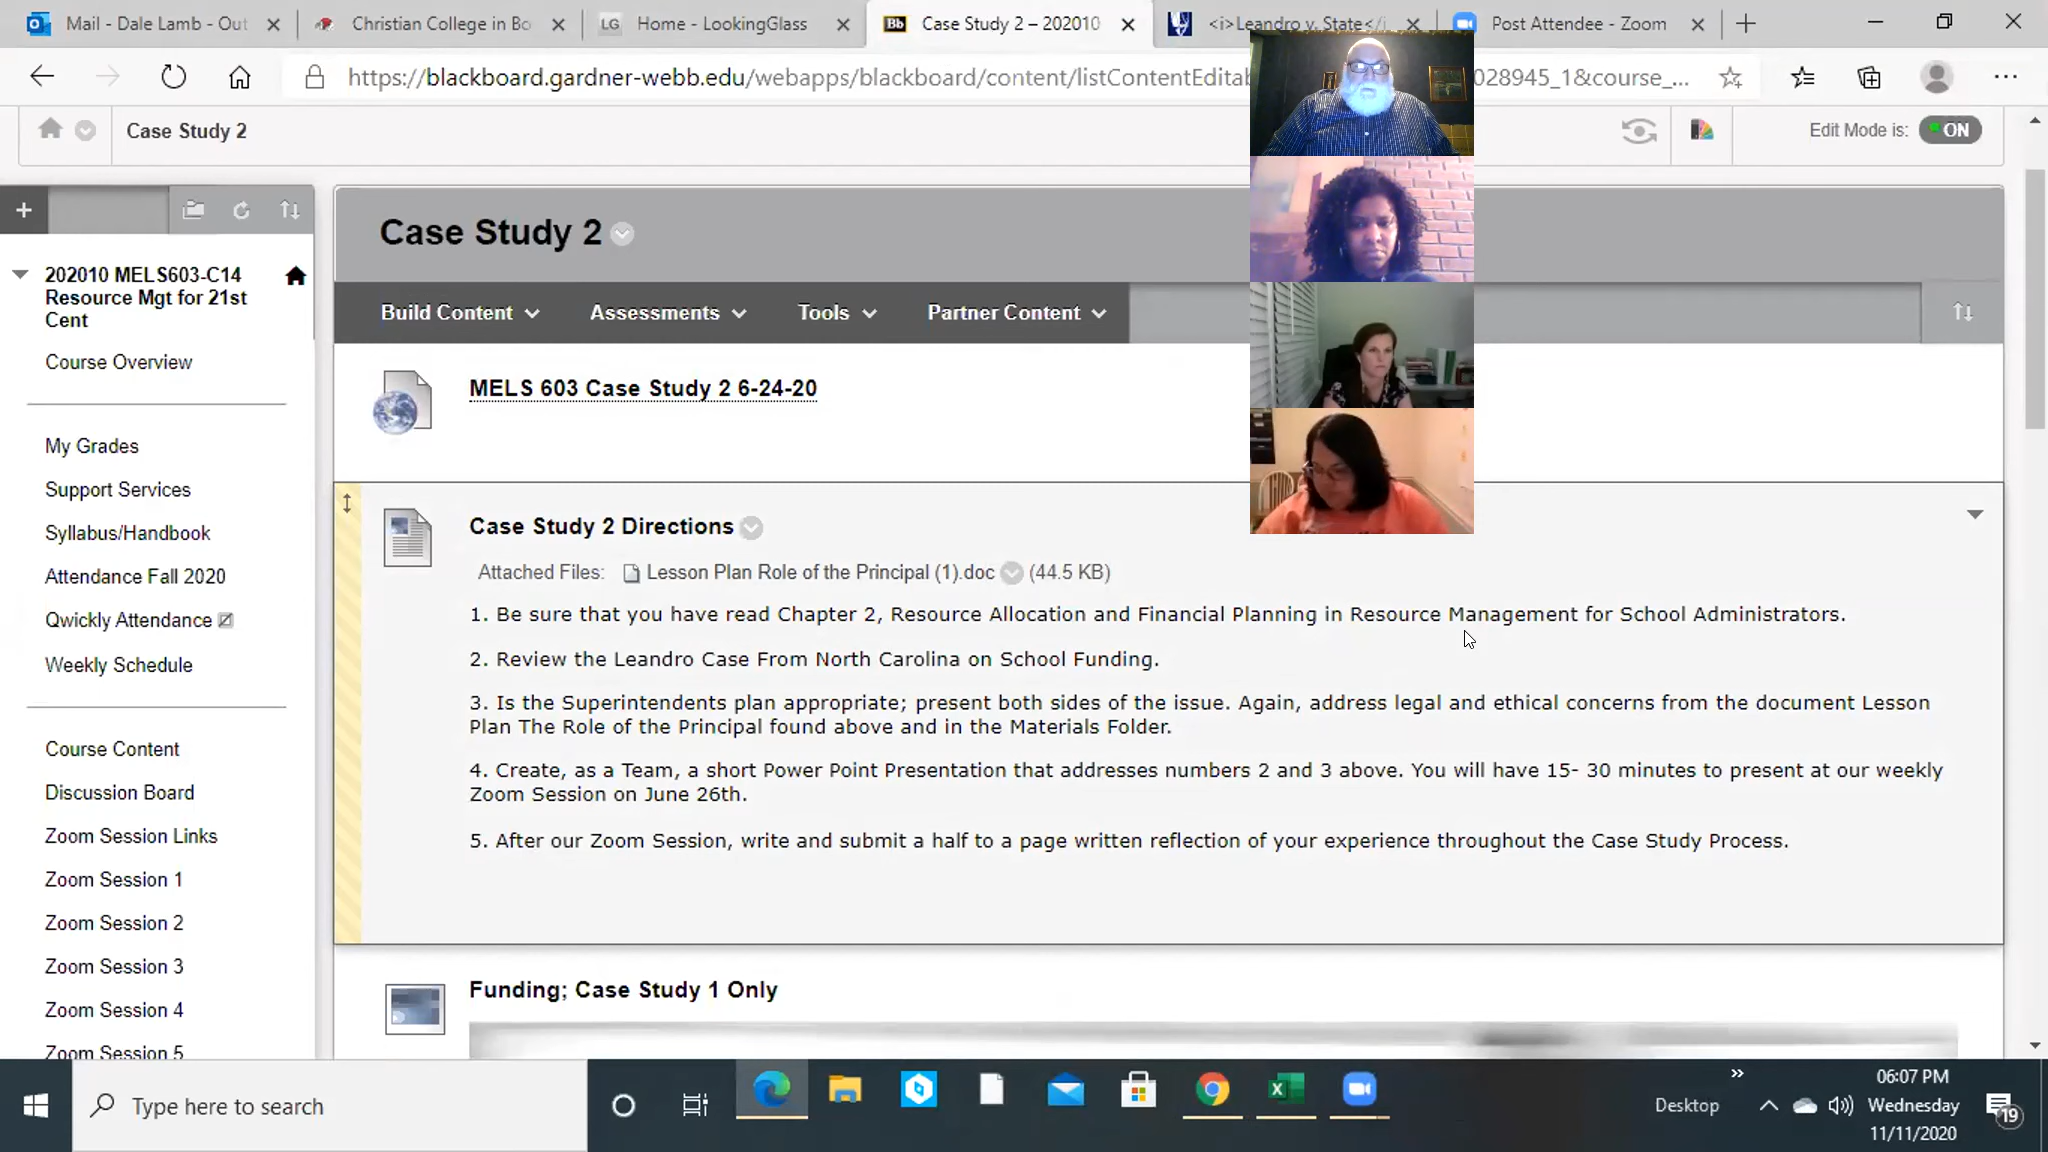 Mail - Dale Lamb - Out
Christian College in Bo
LG Home - LookingGlass
Bb Case Study 2 – 202010
<i>Leandro v. State</i
Post Attendee - Zoom
https://blackboard.gardner-webb.edu/webapps/blackboard/content/listContentEditab 028945_1&course_...
Case Study 2
Edit Mode is: ON
Case Study 2
202010 MELS603-C14
Resource Mgt for 21st
Cent
Course Overview
My Grades
Support Services
Syllabus/Handbook
Attendance Fall 2020
Qwickly Attendance
Weekly Schedule
Course Content
Discussion Board
Zoom Session Links
Zoom Session 1
Zoom Session 2
Zoom Session 3
Zoom Session 4
Zoom Session 5
Build Content Assessments Tools Partner Content
MELS 603 Case Study 2 6-24-20
Case Study 2 Directions
Attached Files: Lesson Plan Role of the Principal (1).doc (44.5 KB)
1. Be sure that you have read Chapter 2, Resource Allocation and Financial Planning in Resource Management for School Administrators.
2. Review the Leandro Case From North Carolina on School Funding.
3. Is the Superintendents plan appropriate; present both sides of the issue. Again, address legal and ethical concerns from the document Lesson
Plan The Role of the Principal found above and in the Materials Folder.
4. Create, as a Team, a short Power Point Presentation that addresses numbers 2 and 3 above. You will have 15- 30 minutes to present at our weekly
Zoom Session on June 26th.
5. After our Zoom Session, write and submit a half to a page written reflection of your experience throughout the Case Study Process.
Funding; Case Study 1 Only
Type here to search
Desktop
06:07 PM
Wednesday
11/11/2020
19